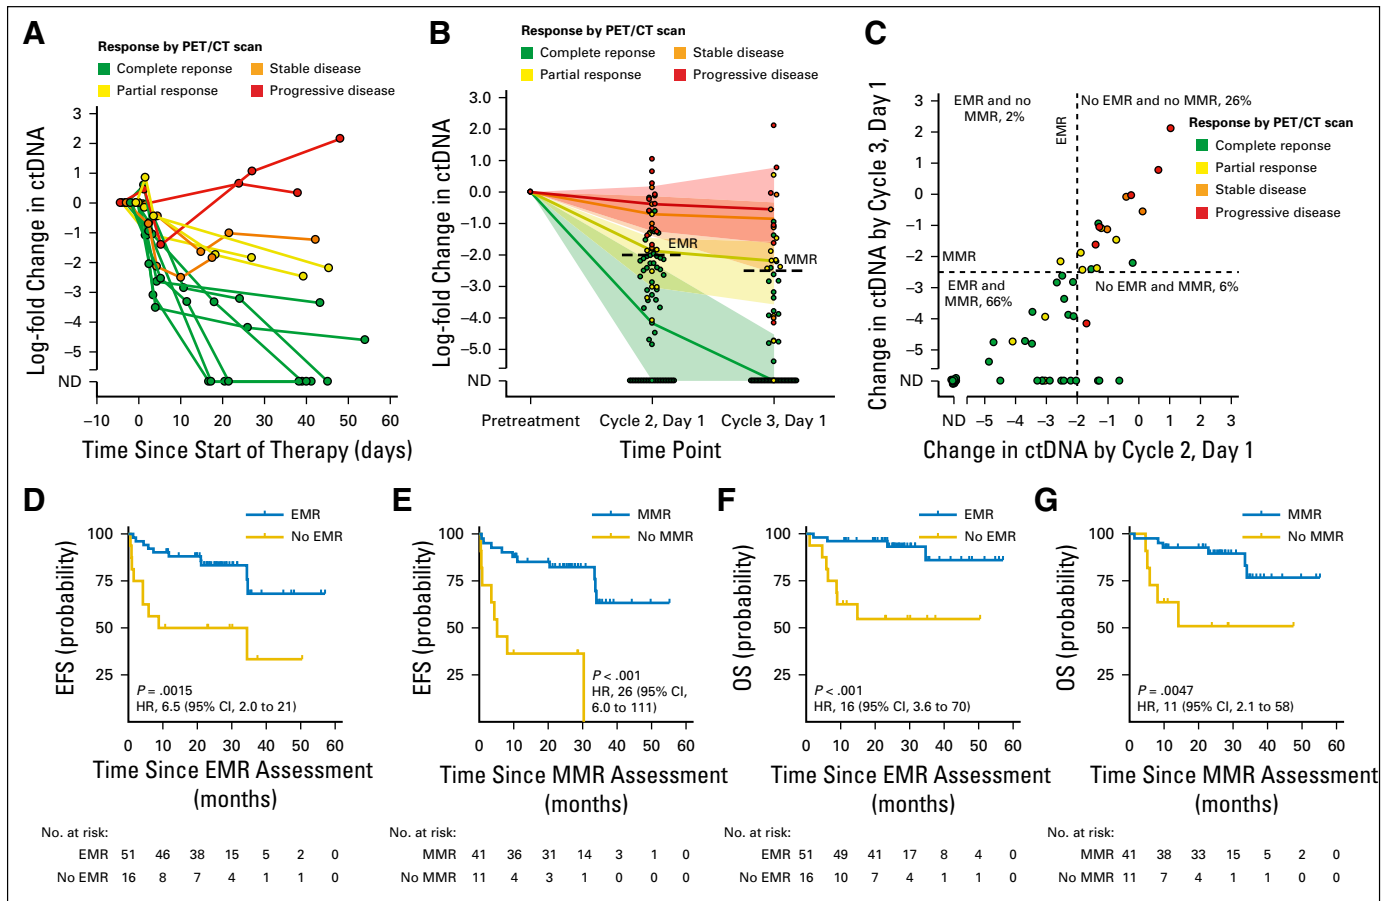 A
Response by PET/CT scan
Complete reponse
Stable disease
Partial response
Progressive disease
Log-fold Change in ctDNA
3
2
1
0
−1
−2
−3
−4
−5
ND
−10 0 10 20 30 40 50 60
Time Since Start of Therapy (days)
B
Response by PET/CT scan
Complete reponse
Stable disease
Partial response
Progressive disease
Log-fold Change in ctDNA
3.0
2.0
1.0
0.0
−1.0
−2.0
−3.0
−4.0
−5.0
ND
EMR
MMR
Pretreatment Cycle 2, Day 1 Cycle 3, Day 1
Time Point
C
Change in ctDNA by Cycle 3, Day 1
3
2
1
0
−1
−2
−3
−4
−5
ND
EMR and no
MMR, 2%
EMR
No EMR and no MMR, 26%
Response by PET/CT scan
Complete reponse
Partial response
Stable disease
Progressive disease
MMR
EMR and
MMR, 66%
No EMR and MMR, 6%
ND −5 −4 −3 −2 −1 0 1 2 3
Change in ctDNA by Cycle 2, Day 1
D
EMR
No EMR
EFS (probability)
100
75
50
25
P = .0015
HR, 6.5 (95% CI, 2.0 to 21)
0 10 20 30 40 50 60
Time Since EMR Assessment
(months)
No. at risk:
EMR 51 46 38 15 5 2 0
No EMR 16 8 7 4 1 1 0
E
MMR
No MMR
EFS (probability)
100
75
50
25
P < .001
HR, 26 (95% CI,
6.0 to 111)
0 10 20 30 40 50 60
Time Since MMR Assessment
(months)
No. at risk:
MMR 41 36 31 14 3 1 0
No MMR 11 4 3 1 0 0 0
F
EMR
No EMR
OS (probability)
100
75
50
25
P < .001
HR, 16 (95% CI, 3.6 to 70)
0 10 20 30 40 50 60
Time Since EMR Assessment
(months)
No. at risk:
EMR 51 49 41 17 8 4 0
No EMR 16 10 7 4 1 1 0
G
MMR
No MMR
OS (probability)
100
75
50
25
P = .0047
HR, 11 (95% CI, 2.1 to 58)
0 10 20 30 40 50 60
Time Since MMR Assessment
(months)
No. at risk:
MMR 41 38 33 15 5 2 0
No MMR 11 7 4 1 1 0 0